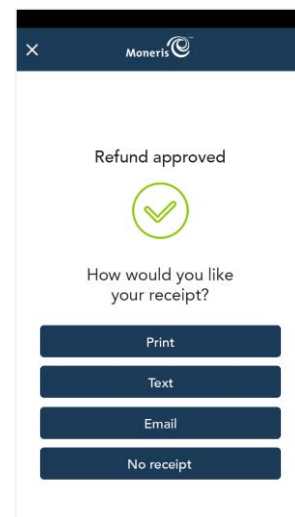 Moneris
Refund approved
How would you like
your receipt?
Print
Text
Email
No receipt